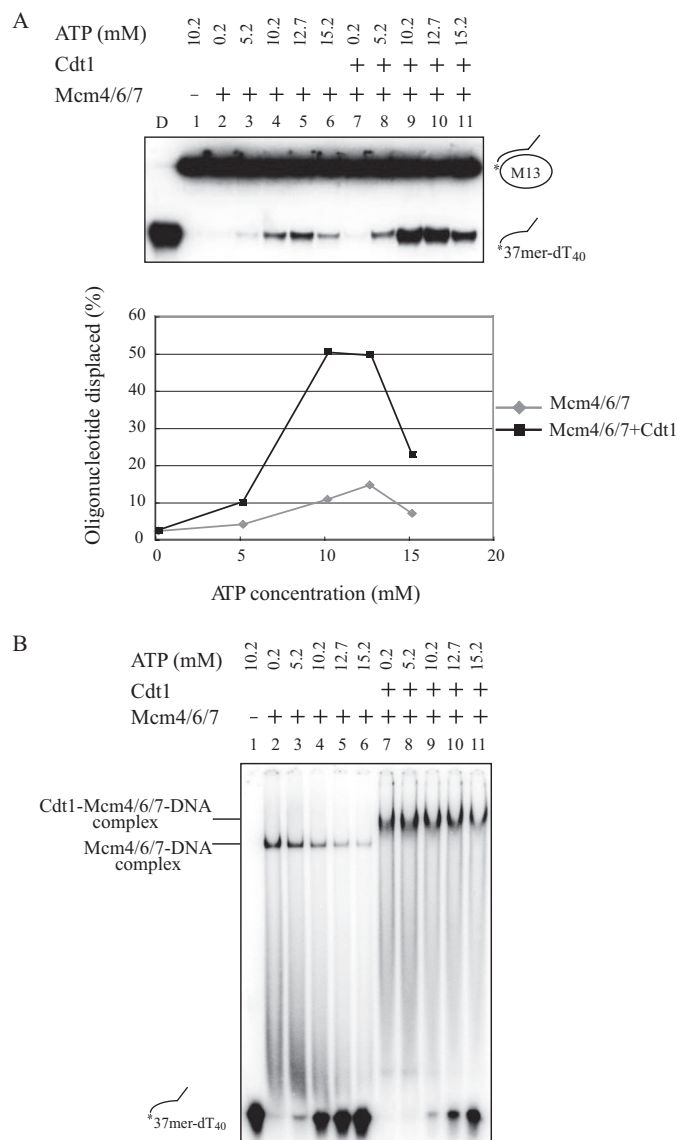 A
ATP (mM) 10.2 0.2 5.2 10.2 12.7 15.2 0.2 5.2 10.2 12.7 15.2
Cdt1 + + + + +
Mcm4/6/7 – + + + + + + + + + +
D 1 2 3 4 5 6 7 8 9 10 11
* M13
*37mer-dT40
Oligonucleotide displaced (%)
60
50
40
30
20
10
0
0 5 10 15 20
ATP concentration (mM)
Mcm4/6/7
Mcm4/6/7+Cdt1
B
ATP (mM) 10.2 0.2 5.2 10.2 12.7 15.2 0.2 5.2 10.2 12.7 15.2
Cdt1 + + + + +
Mcm4/6/7 – + + + + + + + + + +
1 2 3 4 5 6 7 8 9 10 11
Cdt1-Mcm4/6/7-DNA
complex
Mcm4/6/7-DNA
complex
*37mer-dT40